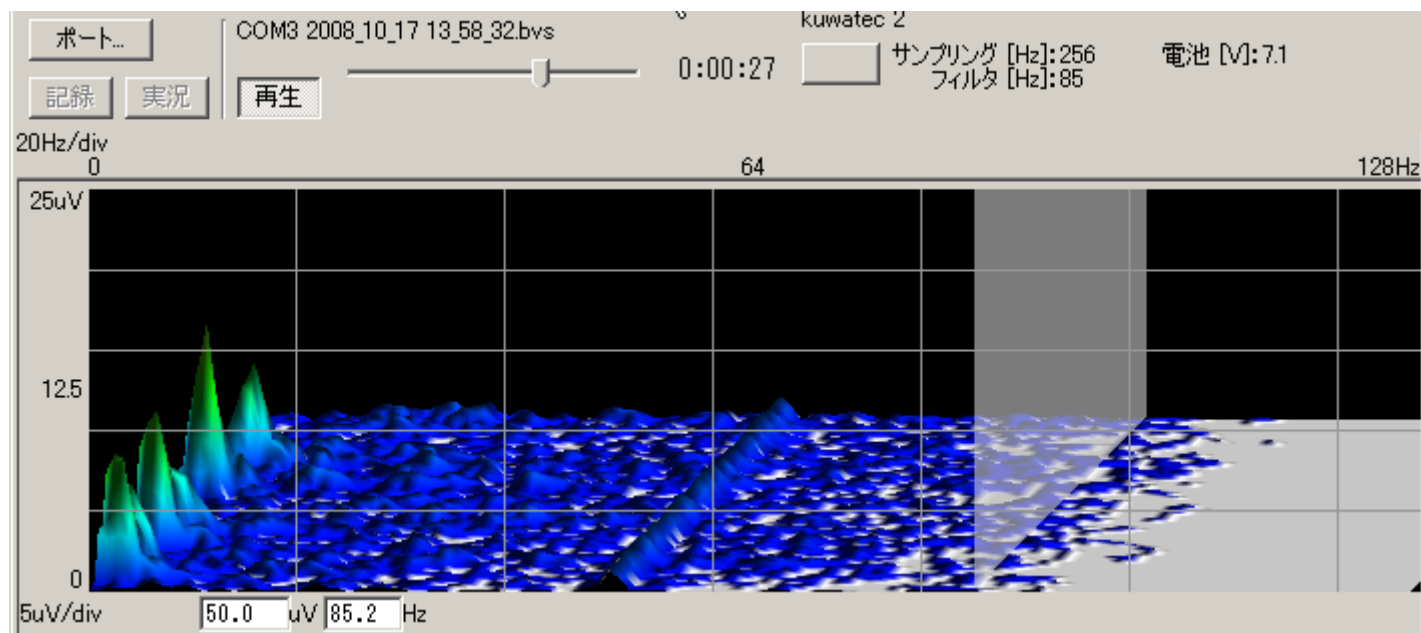 ポート...
COM3 2008_10_17 13_58_32.bvs
0:00:27
kuwatec 2
サンプリング [Hz]:256
フィルタ [Hz]:85
電池 [V]:7.1
記録
実況
再生
20Hz/div
0
64
128Hz
25uV
12.5
0
5uV/div
50.0
uV
85.2
Hz